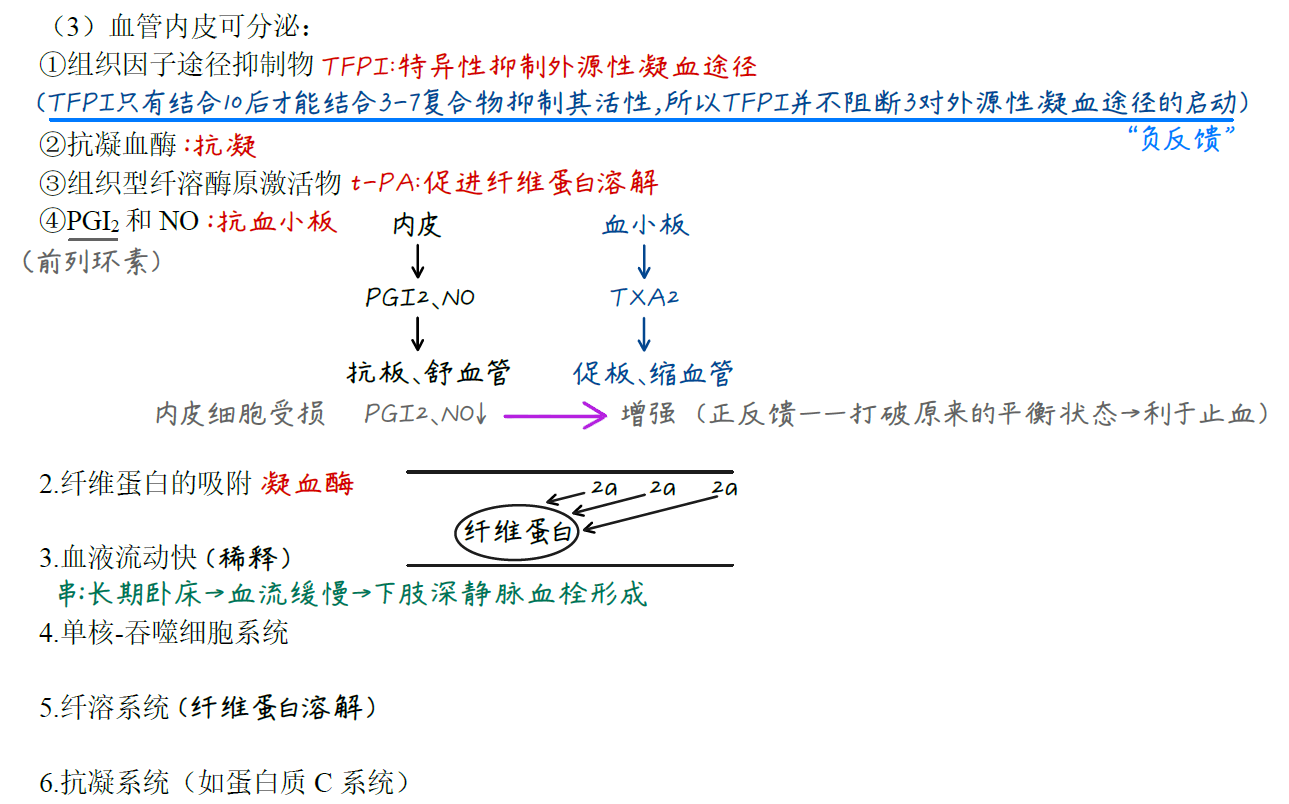 （3）血管内皮可分泌：
①组织因子途径抑制物 TFPI:特异性抑制外源性凝血途径
(TFPI只有结合10后才能结合3-7复合物抑制其活性,所以TFPI并不阻断3对外源性凝血途径的启动)
“负反馈”
②抗凝血酶:抗凝
③组织型纤溶酶原激活物 t-PA:促进纤维蛋白溶解
④PGI₂ 和 NO:抗血小板 内皮 血小板
(前列环素)
↓ ↓
PGI2、NO TXA2
↓ ↓
抗板、舒血管 促板、缩血管
内皮细胞受损 PGI2、NO↓ → 增强 (正反馈——打破原来的平衡状态→利于止血)
2.纤维蛋白的吸附 凝血酶 2a 2a 2a
纤维蛋白
3.血液流动快(稀释)
串:长期卧床→血流缓慢→下肢深静脉血栓形成
4.单核-吞噬细胞系统
5.纤溶系统(纤维蛋白溶解)
6.抗凝系统（如蛋白质 C 系统）